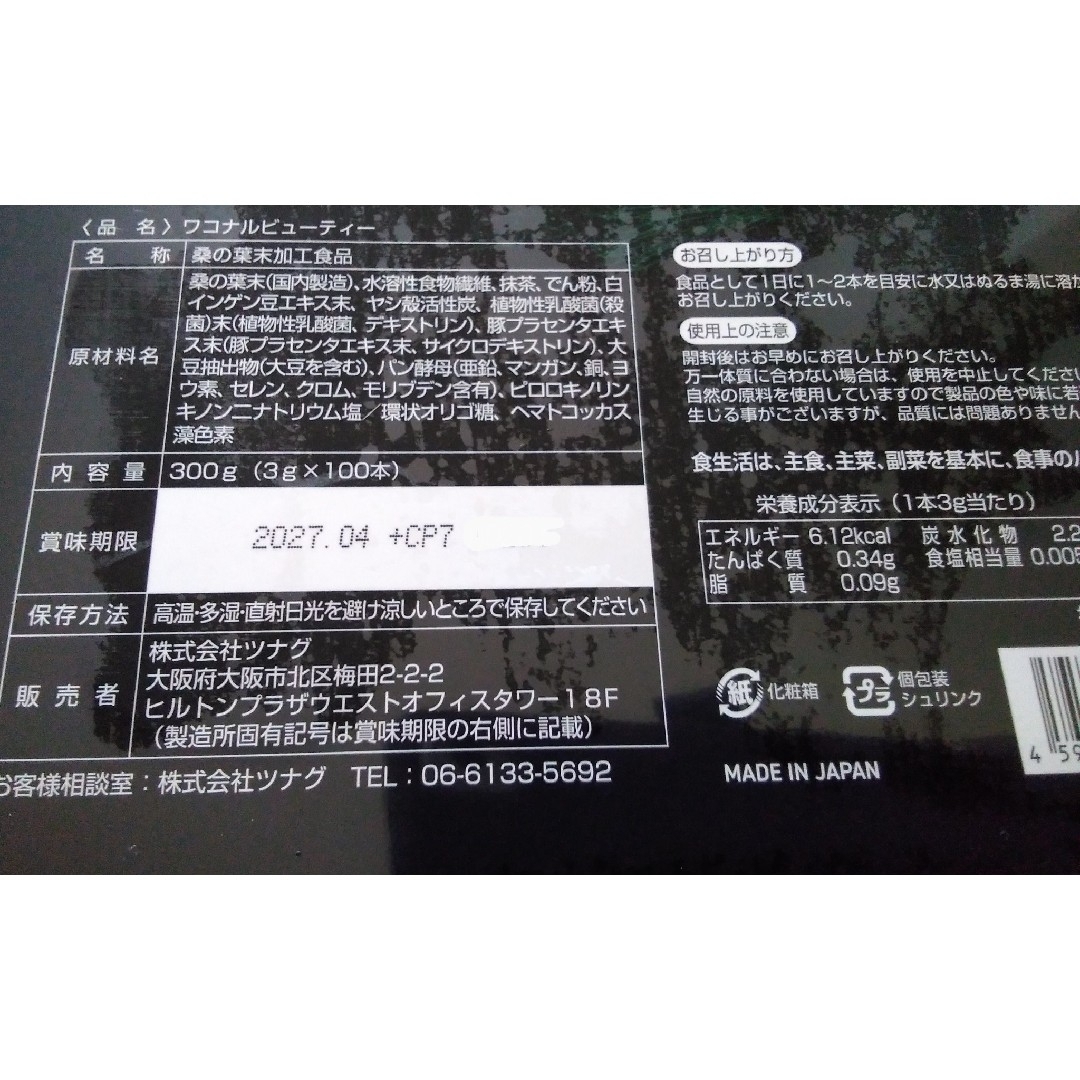 〈品 名〉ワコナルビューティー
名 称 桑の葉末加工食品
原材料名
桑の葉末(国内製造)、水溶性食物繊維、抹茶、でん粉、白
インゲン豆エキス末、ヤシ殻活性炭、植物性乳酸菌(殺
菌)末(植物性乳酸菌、デキストリン)、豚プラセンタエキ
ス末(豚プラセンタエキス末、サイクロデキストリン)、大
豆抽出物(大豆を含む)、パン酵母(亜鉛、マンガン、銅、ヨ
ウ素、セレン、クロム、モリブデン含有)、ピロロキノリン
キノンニナトリウム塩／環状オリゴ糖、ヘマトコッカス
藻色素
内容量 300g (3g×100本)
賞味期限 2027.04 +CP7
保存方法 高温・多湿・直射日光を避け涼しいところで保存してください
販売者
株式会社ツナグ
大阪府大阪市北区梅田2-2-2
ヒルトンプラザウエストオフィスタワー18F
(製造所固有記号は賞味期限の右側に記載)
お客様相談室：株式会社ツナグ TEL：06-6133-5692
お召し上がり方
食品として1日に1〜2本を目安に水又はぬるま湯に溶か
お召し上がりください。
使用上の注意
開封後はお早めにお召し上がりください。
万一体質に合わない場合は、使用を中止してくださ
自然の原料を使用していますので製品の色や味に若
生じる事がございますが、品質には問題ありません
食生活は、主食、主菜、副菜を基本に、食事の
栄養成分表示 (1本3g当たり)
エネルギー 6.12kcal 炭水化物 2.2
たんぱく質 0.34g 食塩相当量 0.005
脂質 0.09g
紙 化粧箱
プラ 個包装
シュリンク
MADE IN JAPAN
4 59